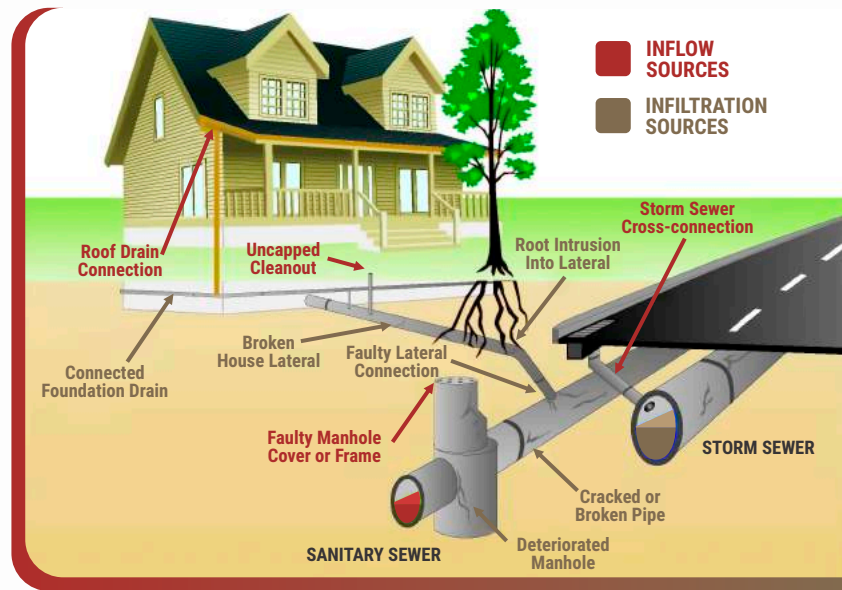 INFLOW
SOURCES
INFILTRATION
SOURCES
Roof Drain
Connection
Uncapped
Cleanout
Root Intrusion
Into Lateral
Storm Sewer
Cross-connection
Connected
Foundation Drain
Broken
House Lateral
Faulty Lateral
Connection
Faulty Manhole
Cover or Frame
STORM SEWER
Cracked or
Broken Pipe
SANITARY SEWER
Deteriorated
Manhole